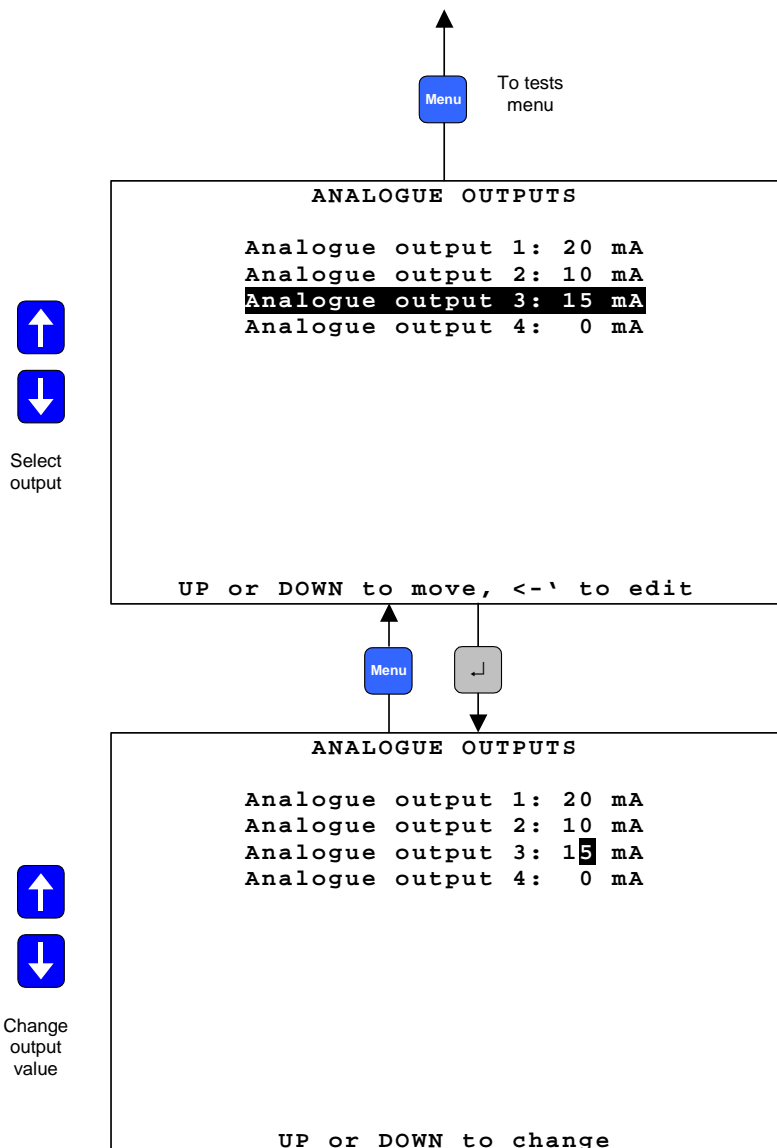 Menu
To tests
menu
ANALOGUE OUTPUTS
Analogue output 1: 20 mA
Analogue output 2: 10 mA
Analogue output 3: 15 mA
Analogue output 4: 0 mA
Select
output
UP or DOWN to move, <-‘ to edit
Menu
↵
ANALOGUE OUTPUTS
Analogue output 1: 20 mA
Analogue output 2: 10 mA
Analogue output 3: 15 mA
Analogue output 4: 0 mA
Change
output
value
UP or DOWN to change